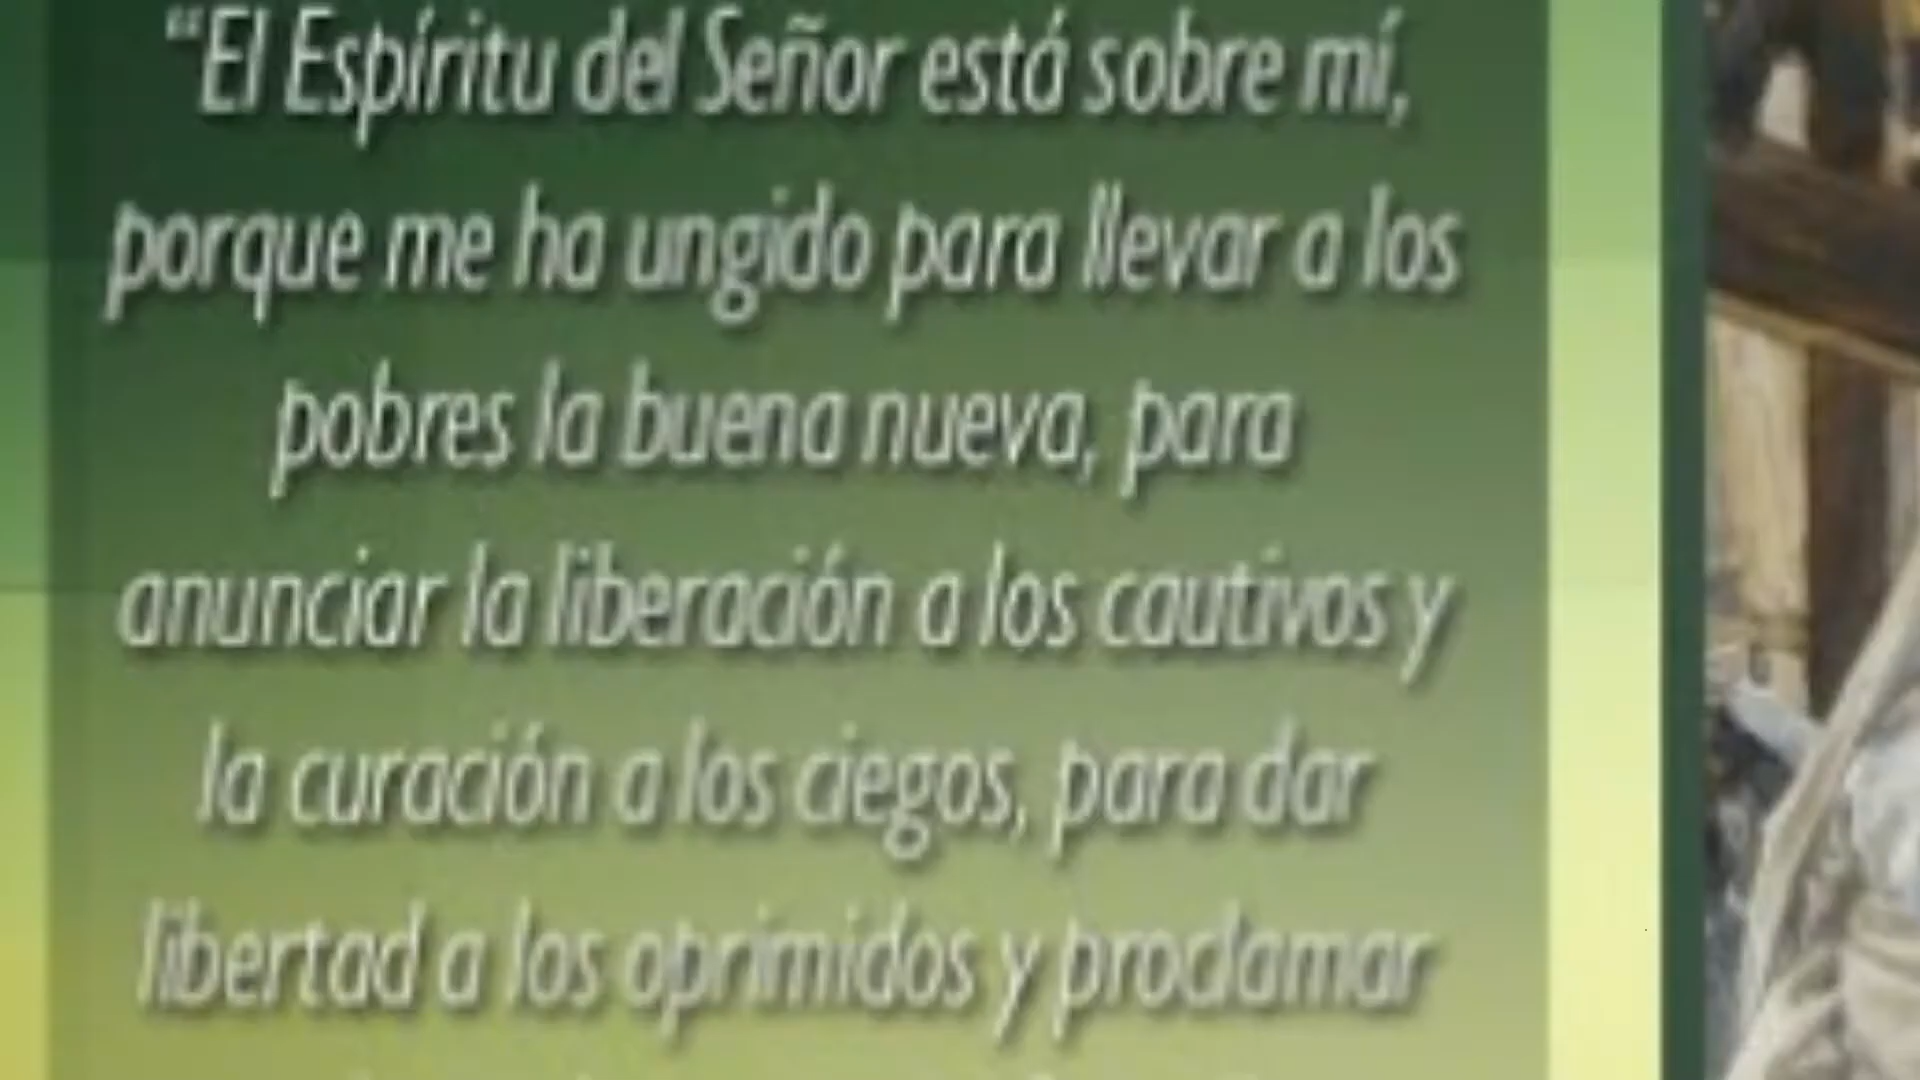 “El Espíritu del Señor está sobre mí,
porque me ha ungido para llevar a los
pobres la buena nueva, para
anunciar la liberación a los cautivos y
la curación a los ciegos, para dar
libertad a los oprimidos y proclamar